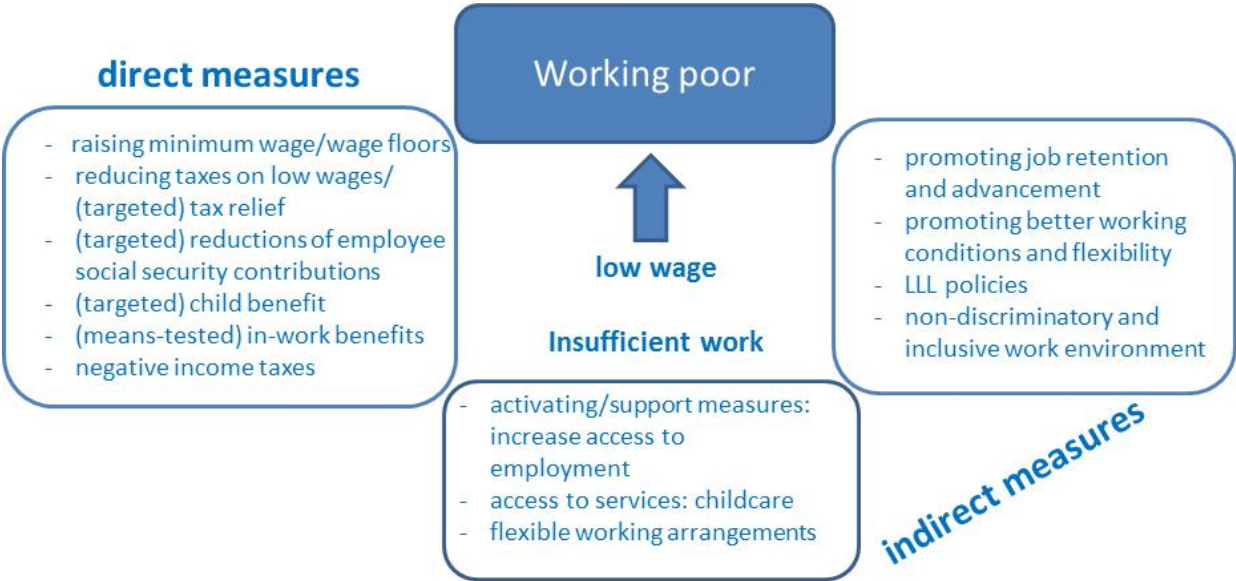 Working poor
direct measures
- raising minimum wage/wage floors
- reducing taxes on low wages/
(targeted) tax relief
- (targeted) reductions of employee
social security contributions
- (targeted) child benefit
- (means-tested) in-work benefits
- negative income taxes
low wage
Insufficient work
- activating/support measures:
increase access to
employment
- access to services: childcare
- flexible working arrangements
- promoting job retention
and advancement
- promoting better working
conditions and flexibility
- LLL policies
- non-discriminatory and
inclusive work environment
indirect measures